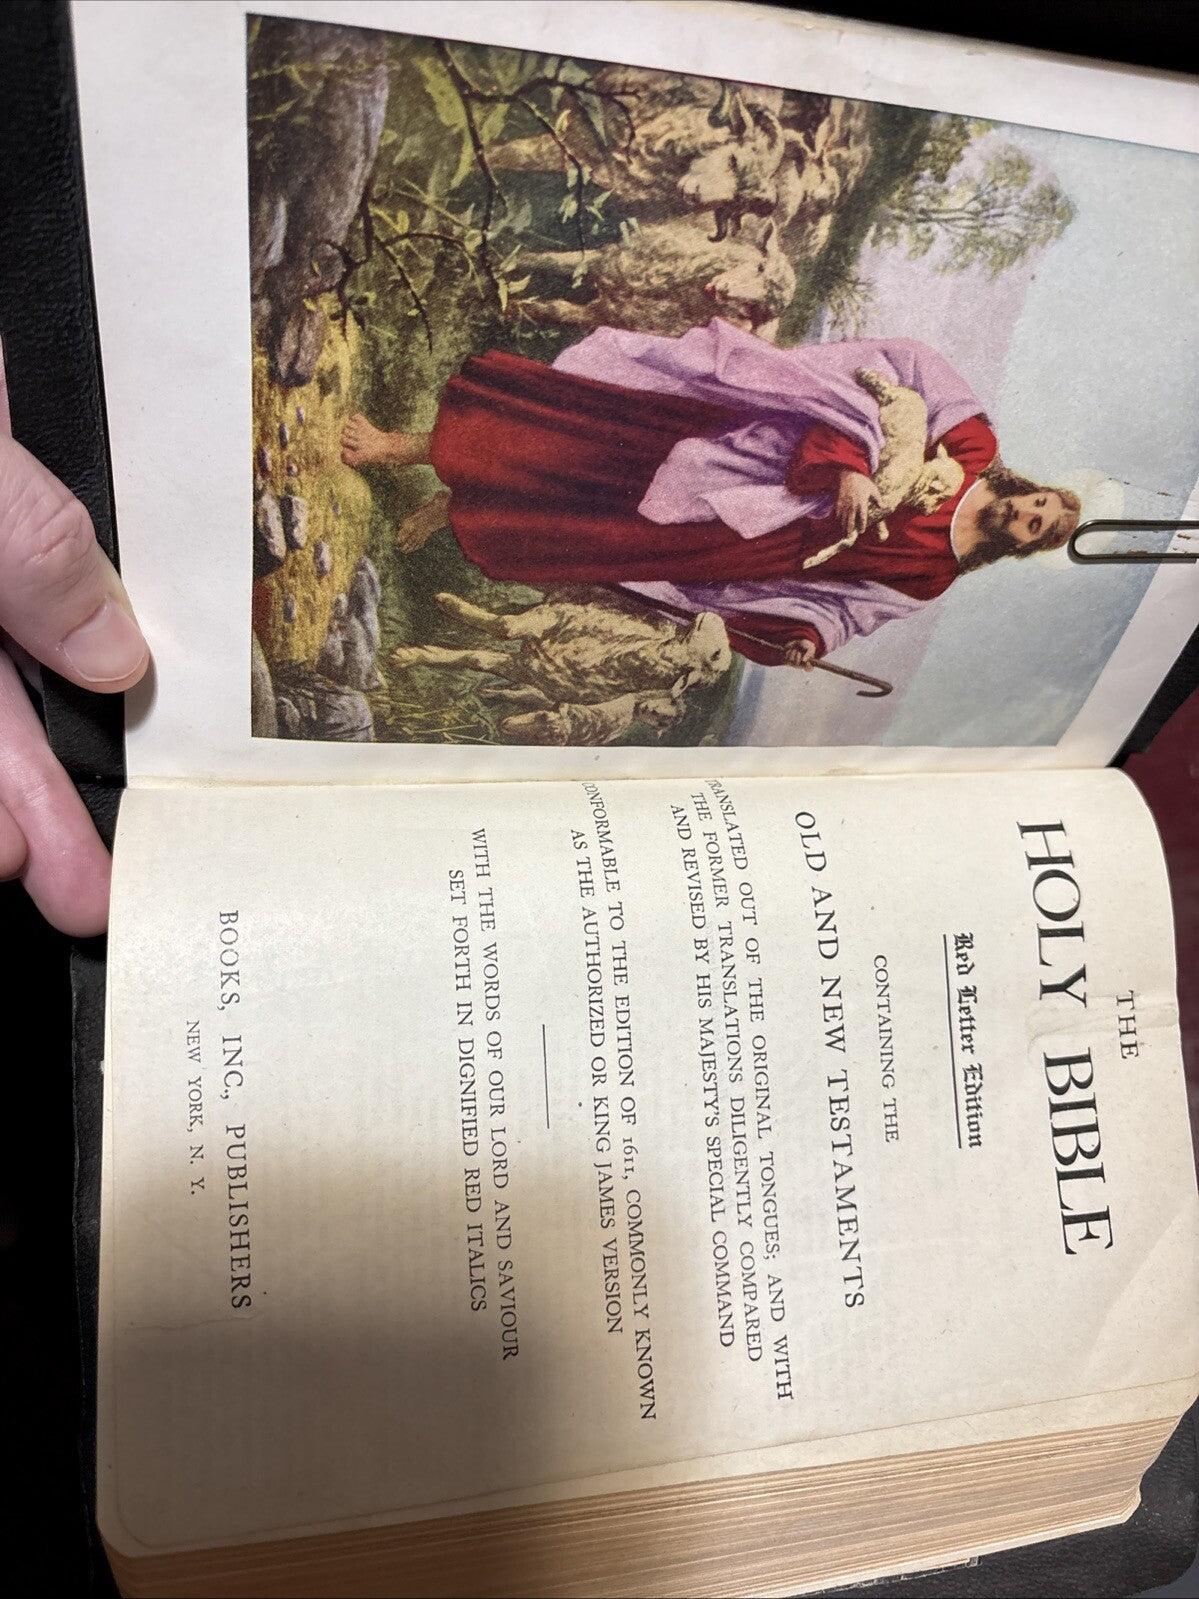 THE
HOLY BIBLE
Red Letter Edition
CONTAINING THE
OLD AND NEW TESTAMENTS
TRANSLATED OUT OF THE ORIGINAL TONGUES; AND WITH
THE FORMER TRANSLATIONS DILIGENTLY COMPARED
AND REVISED BY HIS MAJESTY'S SPECIAL COMMAND
CONFORMABLE TO THE EDITION OF 1611, COMMONLY KNOWN
AS THE AUTHORIZED OR KING JAMES VERSION
WITH THE WORDS OF OUR LORD AND SAVIOUR
SET FORTH IN DIGNIFIED RED ITALICS
BOOKS, INC., PUBLISHERS
NEW YORK, N. Y.